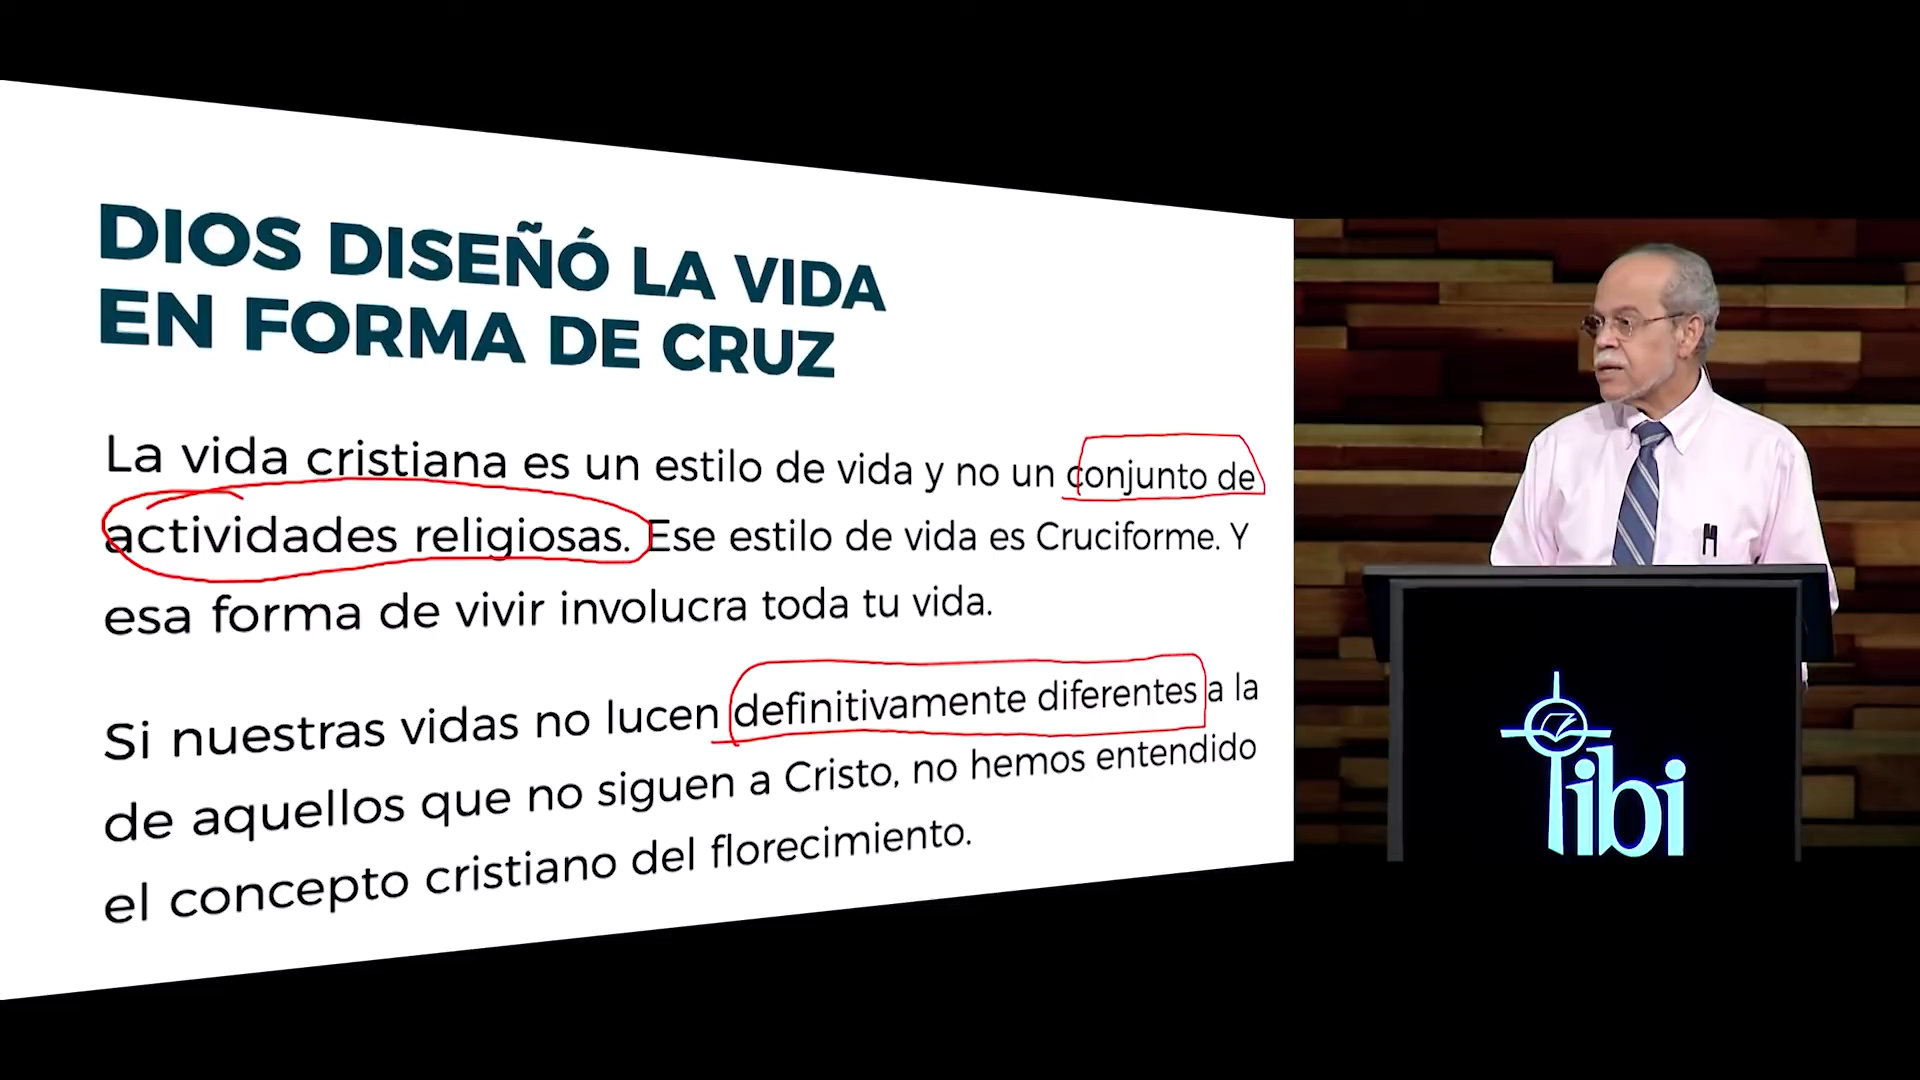 DIOS DISEÑÓ LA VIDA
EN FORMA DE CRUZ
La vida cristiana es un estilo de vida y no un conjunto de
actividades religiosas. Ese estilo de vida es Cruciforme. Y
esa forma de vivir involucra toda tu vida.
Si nuestras vidas no lucen definitivamente diferentes a la
de aquellos que no siguen a Cristo, no hemos entendido
el concepto cristiano del florecimiento.
ibi